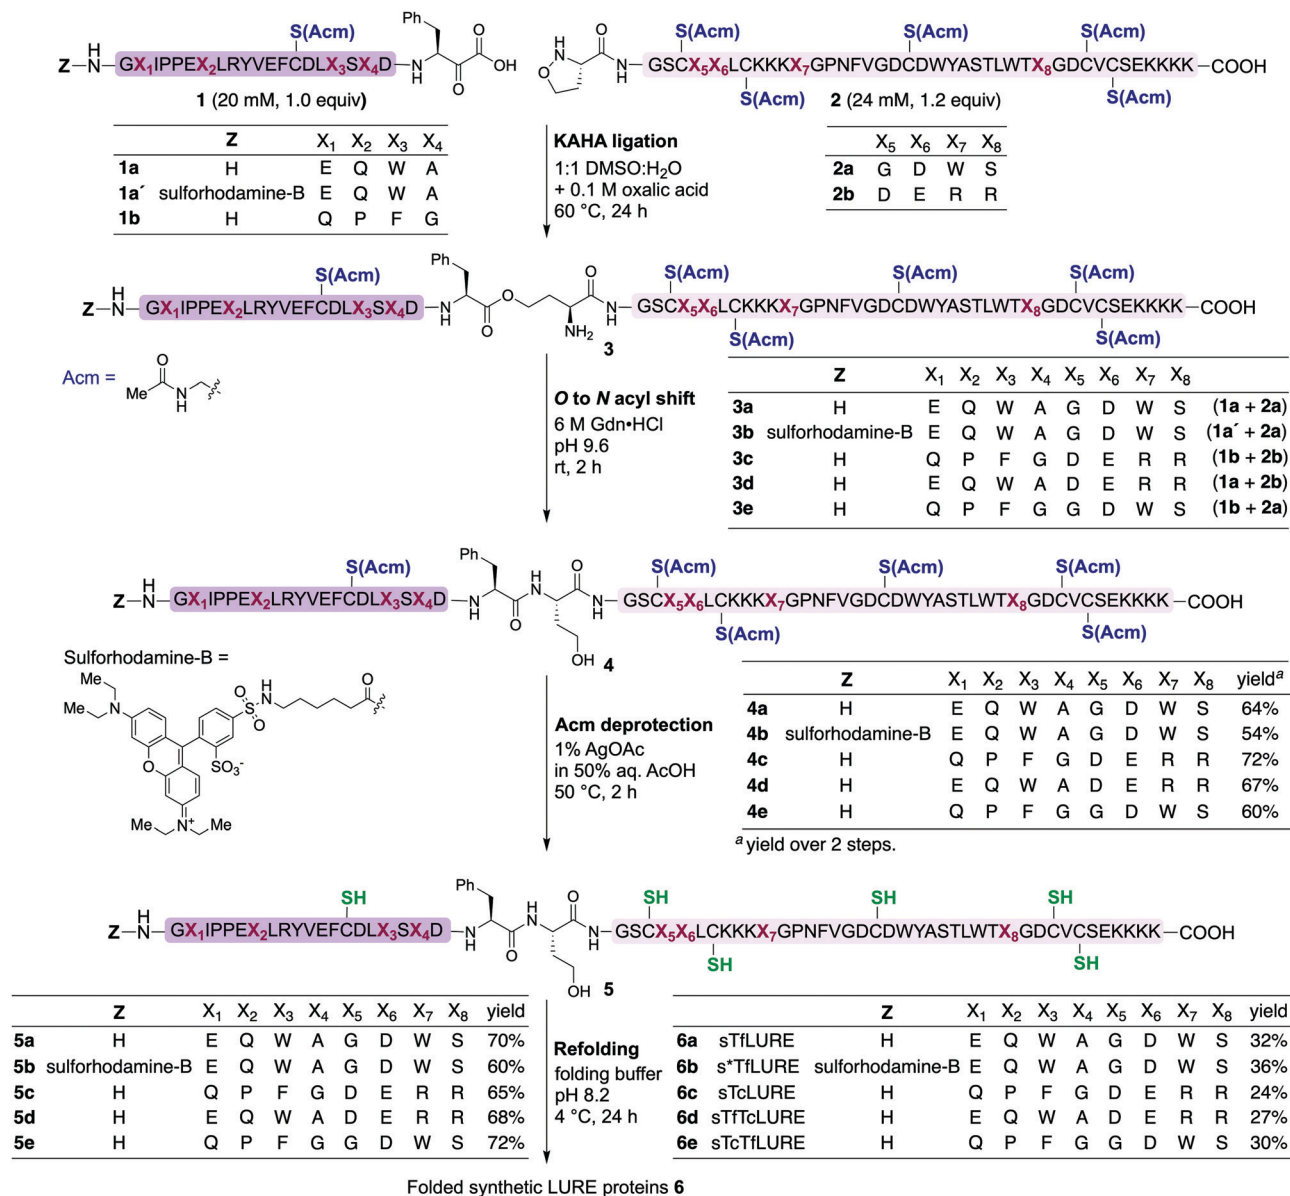 Ph S(Acm) O O
Z–N H GX1IPPEX2LRYVEFCDLX3SX4D N H O OH
1 (20 mM, 1.0 equiv)
H N O O N H S(Acm) S(Acm) S(Acm)
GSCX5X6LCKKKX7GPNFVGDCDWYASTLWTX8GDCVCSEKKKK COOH
S(Acm) 2 (24 mM, 1.2 equiv) S(Acm)
Z X1 X2 X3 X4
1a H E Q W A
1a´ sulforhodamine-B E Q W A
1b H Q P F G
KAHA ligation
1:1 DMSO:H2O
+ 0.1 M oxalic acid
60 °C, 24 h
X5 X6 X7 X8
2a G D W S
2b D E R R
Ph S(Acm) O S(Acm) S(Acm) S(Acm)
Z–N H GX1IPPEX2LRYVEFCDLX3SX4D N H O O NH2 N H GSCX5X6LCKKKX7GPNFVGDCDWYASTLWTX8GDCVCSEKKKK COOH
3 S(Acm) S(Acm)
Acm = Me O N H
O to N acyl shift
6 M Gdn•HCl
pH 9.6
rt, 2 h
Z X1 X2 X3 X4 X5 X6 X7 X8
3a H E Q W A G D W S (1a + 2a)
3b sulforhodamine-B E Q W A G D W S (1a´ + 2a)
3c H Q P F G D E R R (1b + 2b)
3d H E Q W A D E R R (1a + 2b)
3e H Q P F G G D W S (1b + 2a)
Ph S(Acm) O S(Acm) S(Acm) S(Acm)
Z–N H GX1IPPEX2LRYVEFCDLX3SX4D N H O H N OH N H GSCX5X6LCKKKX7GPNFVGDCDWYASTLWTX8GDCVCSEKKKK COOH
4 S(Acm) S(Acm)
Sulforhodamine-B =
Me N Me O S O O H N O SO3- O Me N+ Me
Acm deprotection
1% AgOAc
in 50% aq. AcOH
50 °C, 2 h
Z X1 X2 X3 X4 X5 X6 X7 X8 yielda
4a H E Q W A G D W S 64%
4b sulforhodamine-B E Q W A G D W S 54%
4c H Q P F G D E R R 72%
4d H E Q W A D E R R 67%
4e H Q P F G G D W S 60%
a yield over 2 steps.
Ph SH O SH SH SH
Z–N H GX1IPPEX2LRYVEFCDLX3SX4D N H O H N OH N H GSCX5X6LCKKKX7GPNFVGDCDWYASTLWTX8GDCVCSEKKKK COOH
5 SH SH
Z X1 X2 X3 X4 X5 X6 X7 X8 yield
5a H E Q W A G D W S 70%
5b sulforhodamine-B E Q W A G D W S 60%
5c H Q P F G D E R R 65%
5d H E Q W A D E R R 68%
5e H Q P F G G D W S 72%
Refolding
folding buffer
pH 8.2
4 °C, 24 h
Z X1 X2 X3 X4 X5 X6 X7 X8 yield
6a sTfLURE H E Q W A G D W S 32%
6b s*TfLURE sulforhodamine-B E Q W A G D W S 36%
6c sTcLURE H Q P F G D E R R 24%
6d sTfTcLURE H E Q W A D E R R 27%
6e sTcTfLURE H Q P F G G D W S 30%
Folded synthetic LURE proteins 6